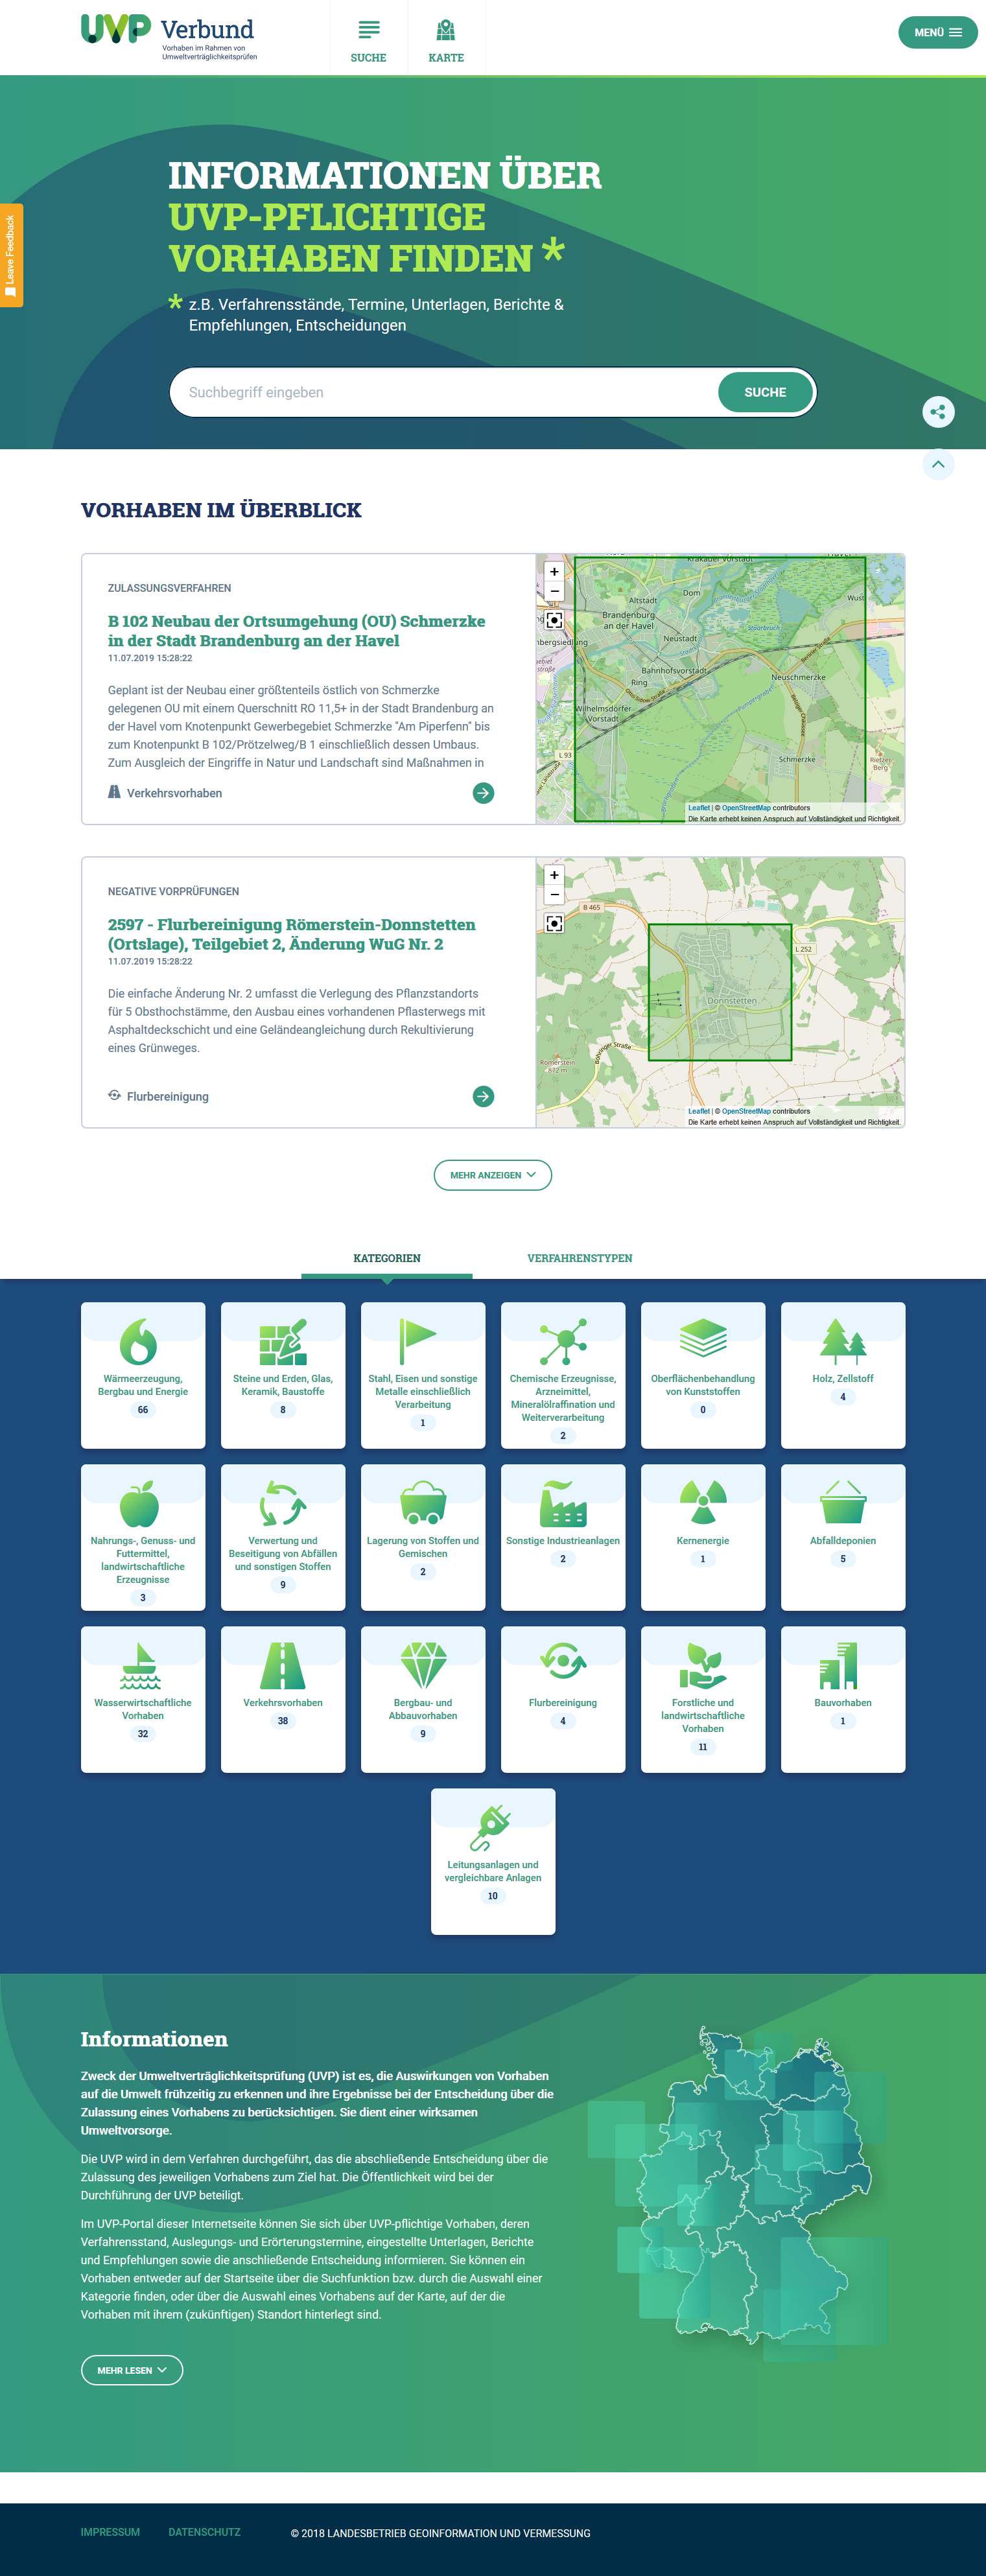 UVP Verbund
Vorhaben im Rahmen von
Umweltverträglichkeitsprüfen
SUCHE
KARTE
MENÜ
INFORMATIONEN ÜBER
UVP-PFLICHTIGE
VORHABEN FINDEN *
* z.B. Verfahrensstände, Termine, Unterlagen, Berichte &
Empfehlungen, Entscheidungen
Leave Feedback
Suchbegriff eingeben
SUCHE
VORHABEN IM ÜBERBLICK
ZULASSUNGSVERFAHREN
B 102 Neubau der Ortsumgehung (OU) Schmerzke
in der Stadt Brandenburg an der Havel
11.07.2019 15:28:22
Geplant ist der Neubau einer größtenteils östlich von Schmerzke
gelegenen OU mit einem Querschnitt RO 11,5+ in der Stadt Brandenburg an
der Havel vom Knotenpunkt Gewerbegebiet Schmerzke "Am Piperfenn" bis
zum Knotenpunkt B 102/Prötzelweg/B 1 einschließlich dessen Umbaus.
Zum Ausgleich der Eingriffe in Natur und Landschaft sind Maßnahmen in
Verkehrsvorhaben
+
−
Krakauer Vorstadt
Dom
Wust
Altstadt
Brandenburg
an der Havel
Neustadt
Bahnhofsvorstadt
Ring
Neuschmerzke
Wilhelmsdorfer
Vorstadt
L 93
Schmerzke
Rietzer
Berg
Leaflet | © OpenStreetMap contributors
Die Karte erhebt keinen Anspruch auf Vollständigkeit und Richtigkeit.
NEGATIVE VORPRÜFUNGEN
2597 - Flurbereinigung Römerstein-Donnstetten
(Ortslage), Teilgebiet 2, Änderung WuG Nr. 2
11.07.2019 15:28:22
Die einfache Änderung Nr. 2 umfasst die Verlegung des Pflanzstandorts
für 5 Obsthochstämme, den Ausbau eines vorhandenen Pflasterwegs mit
Asphaltdeckschicht und eine Geländeangleichung durch Rekultivierung
eines Grünweges.
Flurbereinigung
+
−
B 465
L 252
Donnstetten
Böhringer Straße
Römerstein
872 m
Leaflet | © OpenStreetMap contributors
Die Karte erhebt keinen Anspruch auf Vollständigkeit und Richtigkeit.
MEHR ANZEIGEN
KATEGORIEN
VERFAHRENSTYPEN
Wärmeerzeugung,
Bergbau und Energie
66
Steine und Erden, Glas,
Keramik, Baustoffe
8
Stahl, Eisen und sonstige
Metalle einschließlich
Verarbeitung
1
Chemische Erzeugnisse,
Arzneimittel,
Mineralölraffination und
Weiterverarbeitung
2
Oberflächenbehandlung
von Kunststoffen
0
Holz, Zellstoff
4
Nahrungs-, Genuss- und
Futtermittel,
landwirtschaftliche
Erzeugnisse
3
Verwertung und
Beseitigung von Abfällen
und sonstigen Stoffen
9
Lagerung von Stoffen und
Gemischen
2
Sonstige Industrieanlagen
2
Kernenergie
1
Abfalldeponien
5
Wasserwirtschaftliche
Vorhaben
32
Verkehrsvorhaben
38
Bergbau- und
Abbauvorhaben
9
Flurbereinigung
4
Forstliche und
landwirtschaftliche
Vorhaben
11
Bauvorhaben
1
Leitungsanlagen und
vergleichbare Anlagen
10
Informationen
Zweck der Umweltverträglichkeitsprüfung (UVP) ist es, die Auswirkungen von Vorhaben
auf die Umwelt frühzeitig zu erkennen und ihre Ergebnisse bei der Entscheidung über die
Zulassung eines Vorhabens zu berücksichtigen. Sie dient einer wirksamen
Umweltvorsorge.
Die UVP wird in dem Verfahren durchgeführt, das die abschließende Entscheidung über die
Zulassung des jeweiligen Vorhabens zum Ziel hat. Die Öffentlichkeit wird bei der
Durchführung der UVP beteiligt.
Im UVP-Portal dieser Internetseite können Sie sich über UVP-pflichtige Vorhaben, deren
Verfahrensstand, Auslegungs- und Erörterungstermine, eingestellte Unterlagen, Berichte
und Empfehlungen sowie die anschließende Entscheidung informieren. Sie können ein
Vorhaben entweder auf der Startseite über die Suchfunktion bzw. durch die Auswahl einer
Kategorie finden, oder über die Auswahl eines Vorhabens auf der Karte, auf der die
Vorhaben mit ihrem (zukünftigen) Standort hinterlegt sind.
MEHR LESEN
IMPRESSUM
DATENSCHUTZ
© 2018 LANDESBETRIEB GEOINFORMATION UND VERMESSUNG